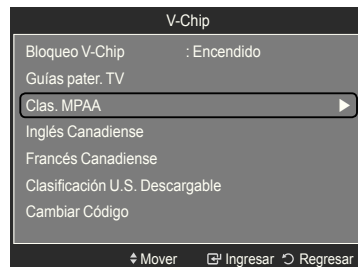 V-Chip
Bloqueo V-Chip : Encendido
Guías pater. TV
Clas. MPAA
Inglés Canadiense
Francés Canadiense
Clasificación U.S. Descargable
Cambiar Código
Mover Ingresar Regresar